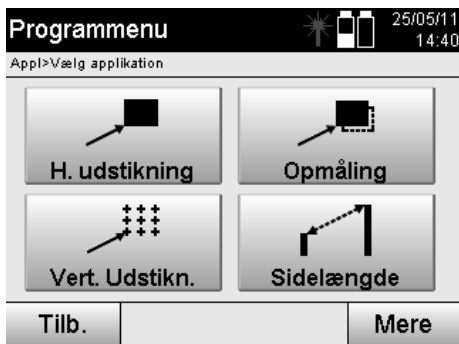 Programmenu
25/05/11
14:40
Appl>Vælg applikation
H. udstikning
Opmåling
Vert. Udstikn.
Sidelængde
Tilb.
Mere